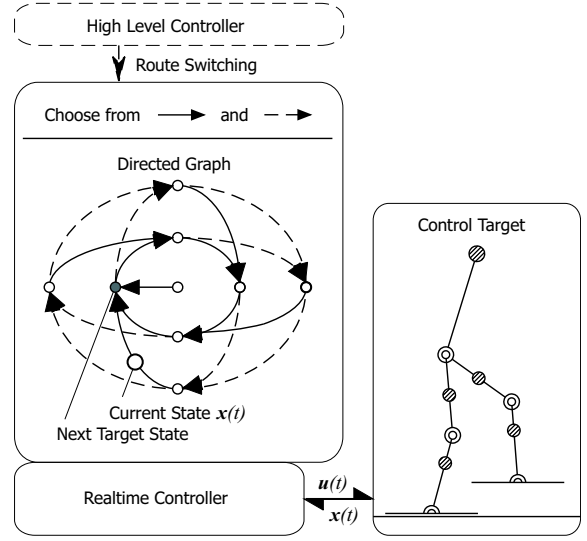 High Level Controller
Route Switching
Choose from and
Directed Graph
Control Target
Current State x(t)
Next Target State
Realtime Controller
u(t)
x(t)